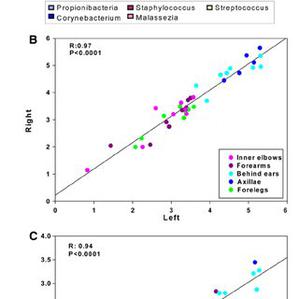 Propionibacteria Staphylococcus Streptococcus
Corynebacterium Malassezia
B
R:0.97
P<0.0001
6
5
4
3
2
1
0
Right
0 1 2 3 4 5 6
Left
Inner elbows
Forearms
Behind ears
Axillae
Forelegs
C
R: 0.94
P<0.0001
4.0
3.5
3.0